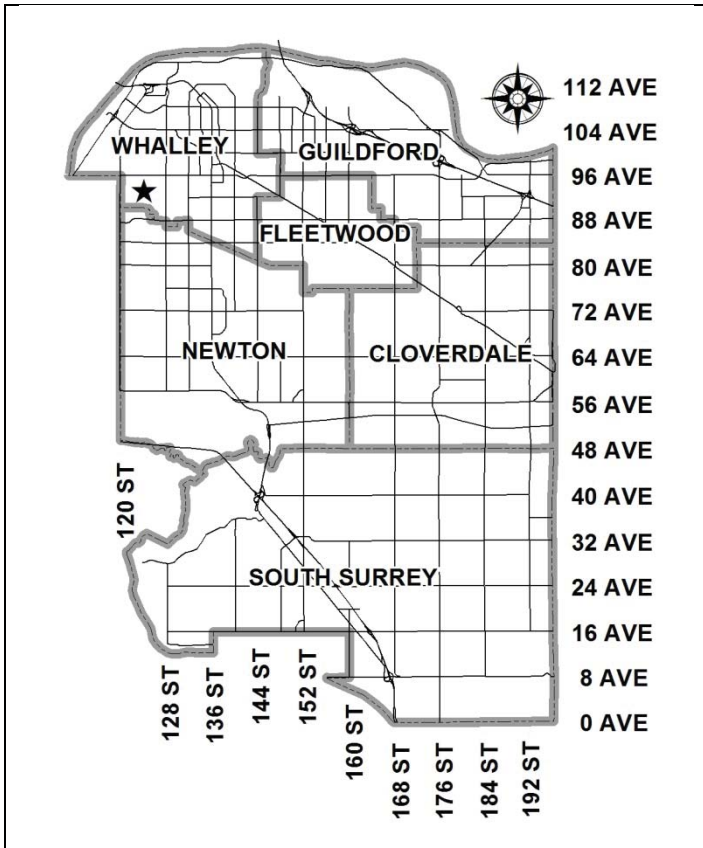 112 AVE
104 AVE
WHALLEY
GUILDFORD
96 AVE
88 AVE
FLEETWOOD
80 AVE
72 AVE
NEWTON
CLOVERDALE
64 AVE
56 AVE
48 AVE
120 ST
40 AVE
32 AVE
SOUTH SURREY
24 AVE
16 AVE
128 ST
136 ST
144 ST
152 ST
160 ST
8 AVE
0 AVE
168 ST
176 ST
184 ST
192 ST